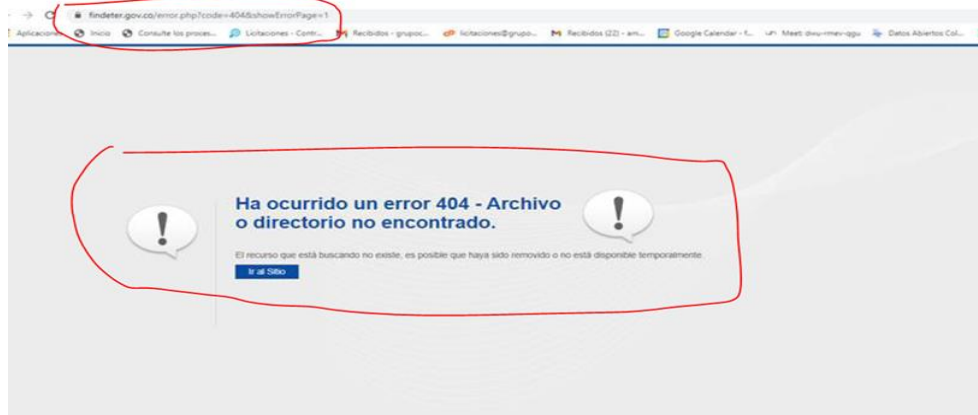 findeter.gov.co/error.php?code=404&showErrorPage=1
Aplicaciones Inicio Consulte los proces... Licitaciones - Contr... Recibidos - grupoc... licitaciones@grupo... Recibidos (22) - am... Google Calendar - f... Meet: Datos Abiertos Col...
Ha ocurrido un error 404 - Archivo
o directorio no encontrado.
El recurso que está buscando no existe, es posible que haya sido removido o no está disponible temporalmente.
Ir al Sitio